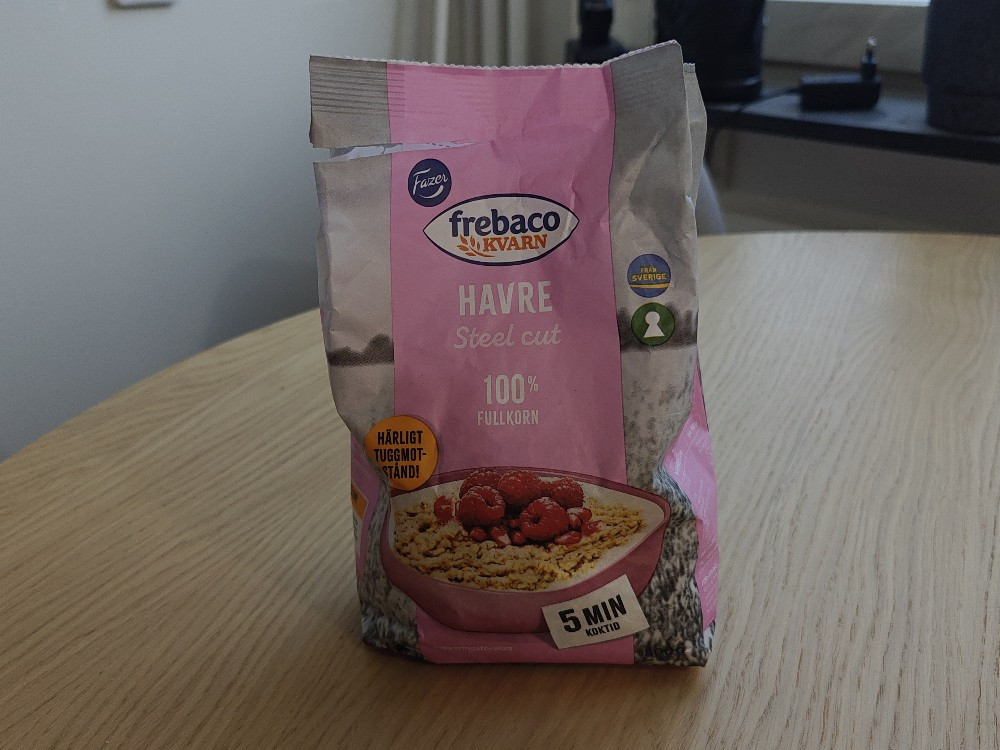 Fazer
frebaco
KVARN
HAVRE
Steel cut
100%
FULLKORN
FRÅN
SVERIGE
HÄRLIGT
TUGGMOT-
STÅND!
5 MIN
KOKTID